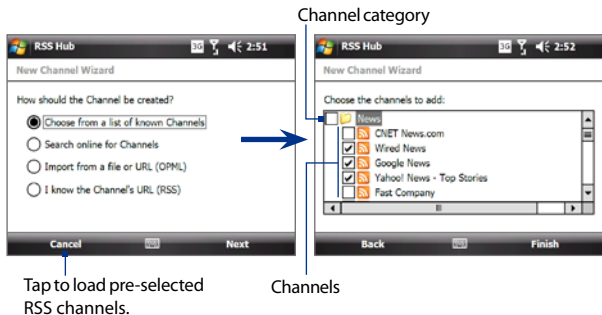 Channel category
RSS Hub 3G 2:51
New Channel Wizard
How should the Channel be created?
Choose from a list of known Channels
Search online for Channels
Import from a file or URL (OPML)
I know the Channel's URL (RSS)
Cancel Next
Tap to load pre-selected
RSS channels.
RSS Hub 3G 2:52
New Channel Wizard
Choose the channels to add:
News
CNET News.com
Wired News
Google News
Yahoo! News - Top Stories
Fast Company
Back Finish
Channels